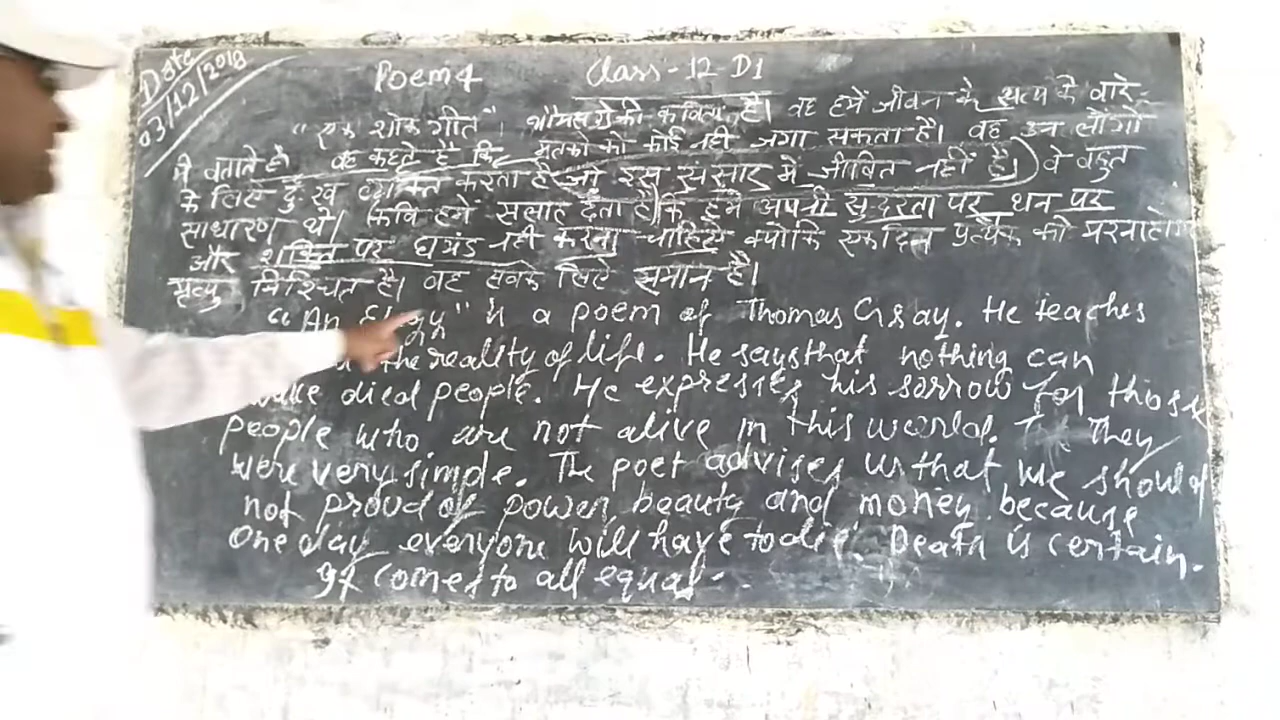 Date
03/12/2018
Poem 4 Class-12-D1
"एक शोक गीत" थॉमस ग्रे की कविता है। वह हमें जीवन के सत्य के बारे
में बताते है। वह कहते है कि मृतको को कोई नही जगा सकता है। वह उन लोंगो
के लिए दुःख व्यक्त करता है जो इस संसार में जीवित नहीं है।) वे बहुत
साधारण थे। कवि हमें सलाह देता है कि हमें अपनी सुंदरता पर धन पर
और शक्ति पर घमंड नही करना चाहिए क्योकि एकदिन प्रत्येक को मरना
मृत्यु निश्चित है। वह सबके लिए समान है।
"An Elegy" is a poem of Thomas Gray. He teaches
the reality of life. He says that nothing can
died people. He expresses his sorrow for those
people who are not alive in this world. They
were very simple. The poet advises us that we should
not proud of power, beauty and money because
One day everyone will have to die. Death is certain.
It comes to all equal.